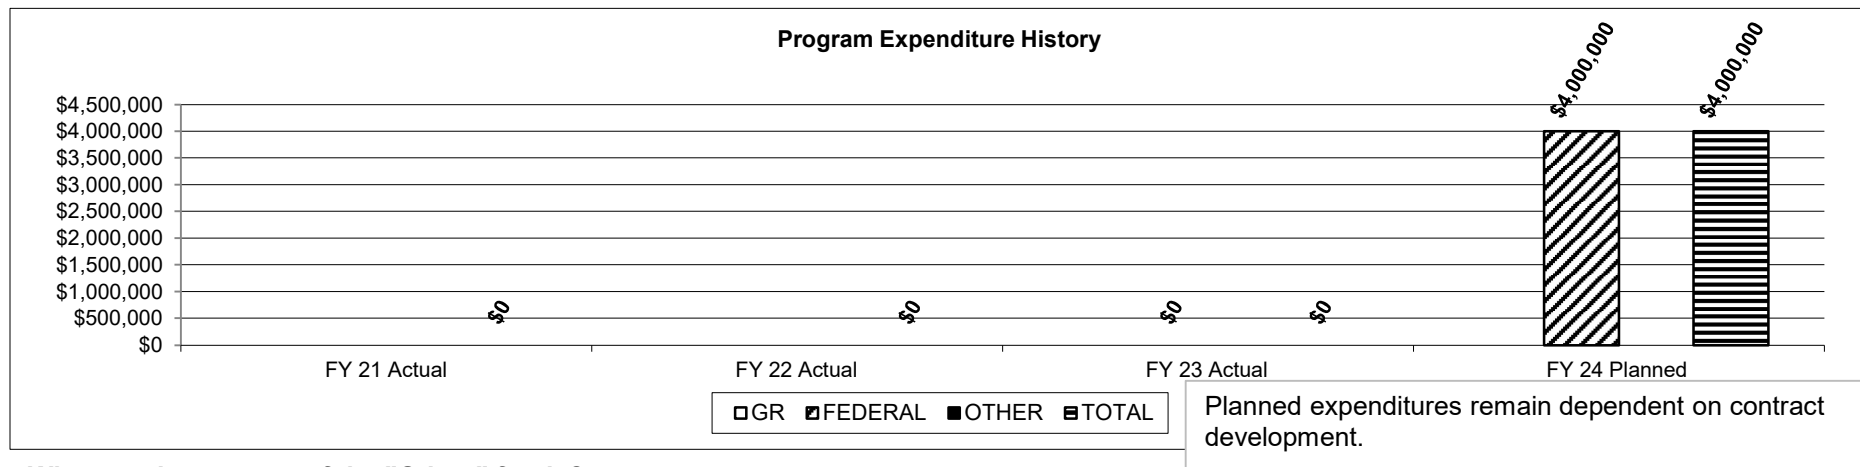 Program Expenditure History
$4,000,000
$4,000,000
$4,500,000
$4,000,000
$3,500,000
$3,000,000
$2,500,000
$2,000,000
$1,500,000
$1,000,000
$500,000
$0
$0
$0
$0
$0
FY 21 Actual
FY 22 Actual
FY 23 Actual
FY 24 Planned
GR FEDERAL OTHER TOTAL
Planned expenditures remain dependent on contract
development.